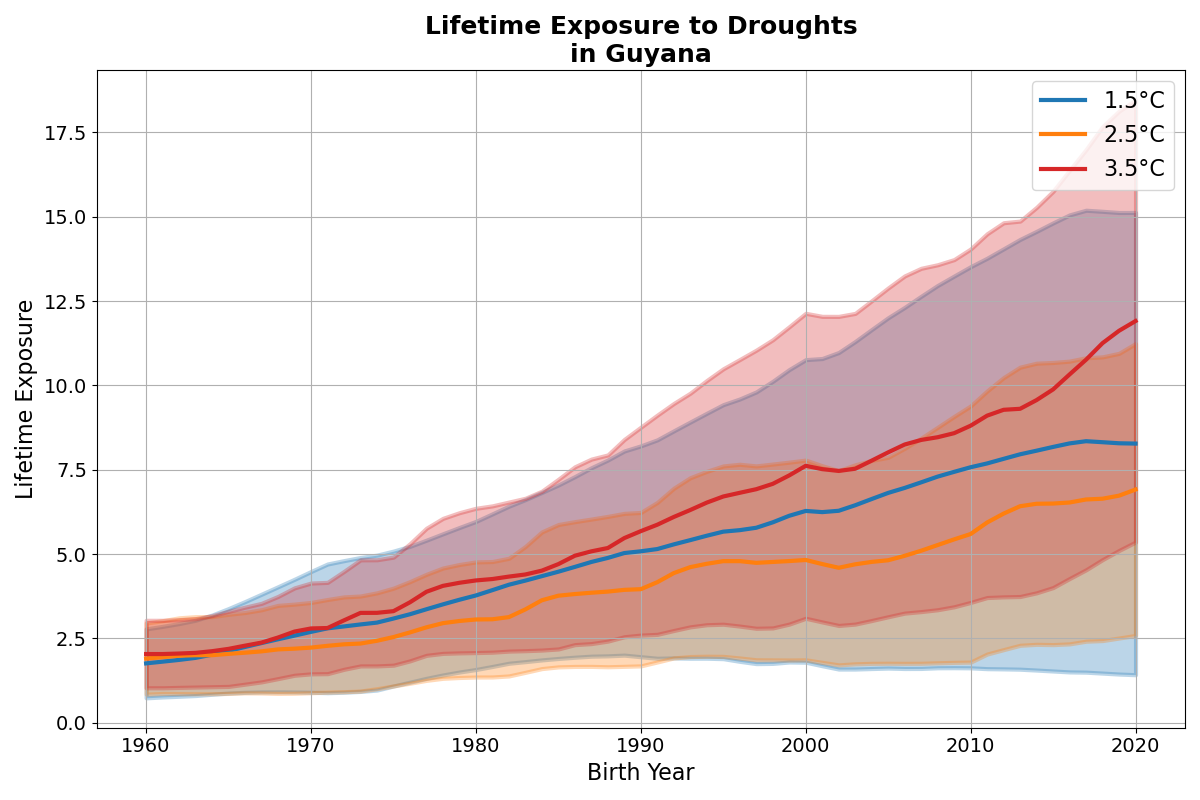 Lifetime Exposure to Droughts
in Guyana
1.5°C
2.5°C
3.5°C
Lifetime Exposure
17.5
15.0
12.5
10.0
7.5
5.0
2.5
0.0
1960 1970 1980 1990 2000 2010 2020
Birth Year